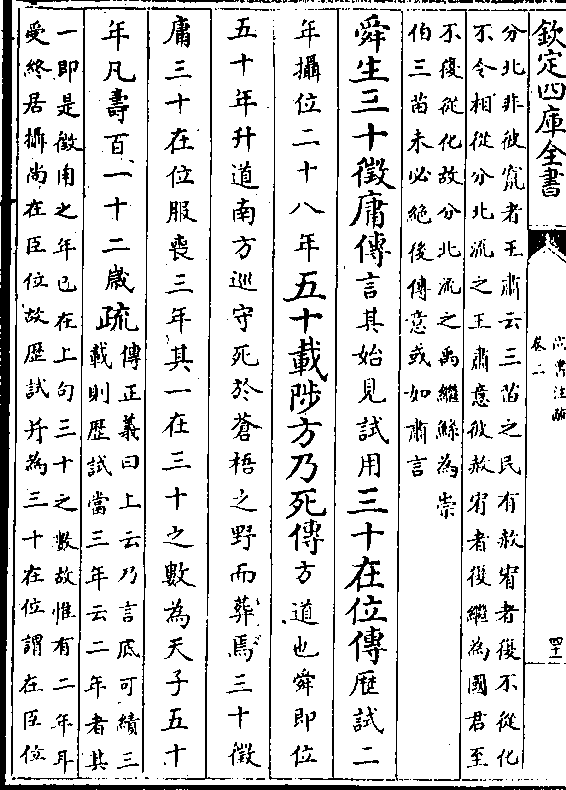 欽定四庫全書
尚書注疏
卷二
四十一
分北非彼竄者王肅云三苗之民有赦宥者復不從化
不令相從分北流之王肅意彼赦宥者復繼為國君至
不復從化故分北流之禹繼鯀為崇
伯三苗未必絶後傳意或如肅言
舜生三十徵庸傳言其始見試用三十在位傳歴試二
年攝位二十八年五十載陟方乃死傳方道也舜即位
五十年升道南方巡守死於蒼梧之野而葬焉三十徵
庸三十在位服喪三年其一在三十之數為天子五十
年凡壽百一十二歲疏
傳正義曰上云乃言底可績三
載則歴試當三年云二年者其
一即是徵用之年已在上句三十之數故惟有二年耳
受終居攝尚在臣位故歴試并為三十在位謂在臣位